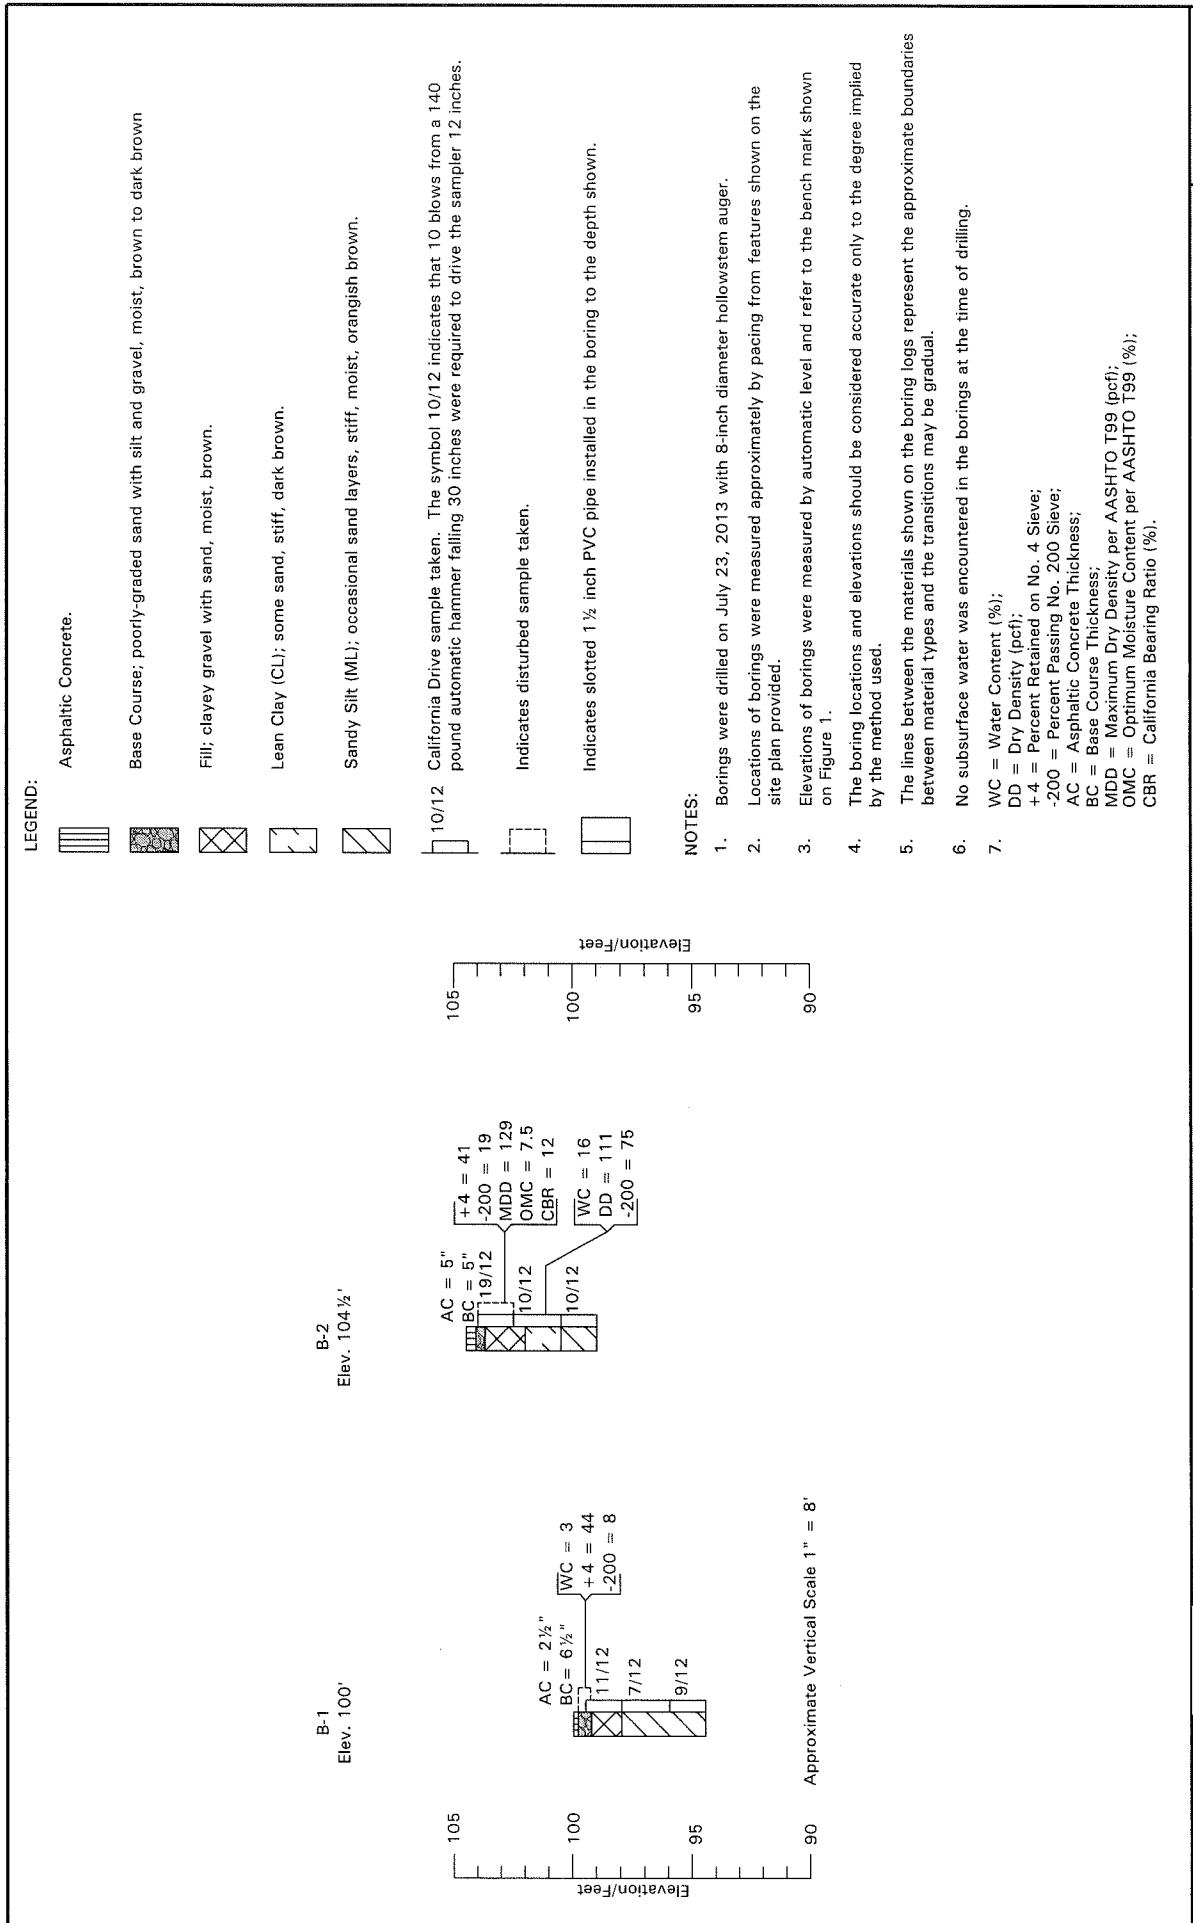 B-1
Elev. 100'
B-2
Elev. 104½'
105
100
95
90
Elevation/Feet
AC = 2½"
BC= 6½"
11/12
7/12
9/12
WC = 3
+4 = 44
-200 = 8
AC = 5"
BC = 5"
19/12
10/12
10/12
+4 = 41
-200 = 19
MDD = 129
OMC = 7.5
CBR = 12
WC = 16
DD = 111
-200 = 75
105
100
95
90
Elevation/Feet
Approximate Vertical Scale 1" = 8'
LEGEND:
Asphaltic Concrete.
Base Course; poorly-graded sand with silt and gravel, moist, brown to dark brown
Fill; clayey gravel with sand, moist, brown.
Lean Clay (CL); some sand, stiff, dark brown.
Sandy Silt (ML); occasional sand layers, stiff, moist, orangish brown.
10/12 California Drive sample taken. The symbol 10/12 indicates that 10 blows from a 140
pound automatic hammer falling 30 inches were required to drive the sampler 12 inches.
Indicates disturbed sample taken.
Indicates slotted 1½ inch PVC pipe installed in the boring to the depth shown.
NOTES:
1. Borings were drilled on July 23, 2013 with 8-inch diameter hollowstem auger.
2. Locations of borings were measured approximately by pacing from features shown on the
site plan provided.
3. Elevations of borings were measured by automatic level and refer to the bench mark shown
on Figure 1.
4. The boring locations and elevations should be considered accurate only to the degree implied
by the method used.
5. The lines between the materials shown on the boring logs represent the approximate boundaries
between material types and the transitions may be gradual.
6. No subsurface water was encountered in the borings at the time of drilling.
7. WC = Water Content (%);
DD = Dry Density (pcf);
+4 = Percent Retained on No. 4 Sieve;
-200 = Percent Passing No. 200 Sieve;
AC = Asphaltic Concrete Thickness;
BC = Base Course Thickness;
MDD = Maximum Dry Density per AASHTO T99 (pcf);
OMC = Optimum Moisture Content per AASHTO T99 (%);
CBR = California Bearing Ratio (%).